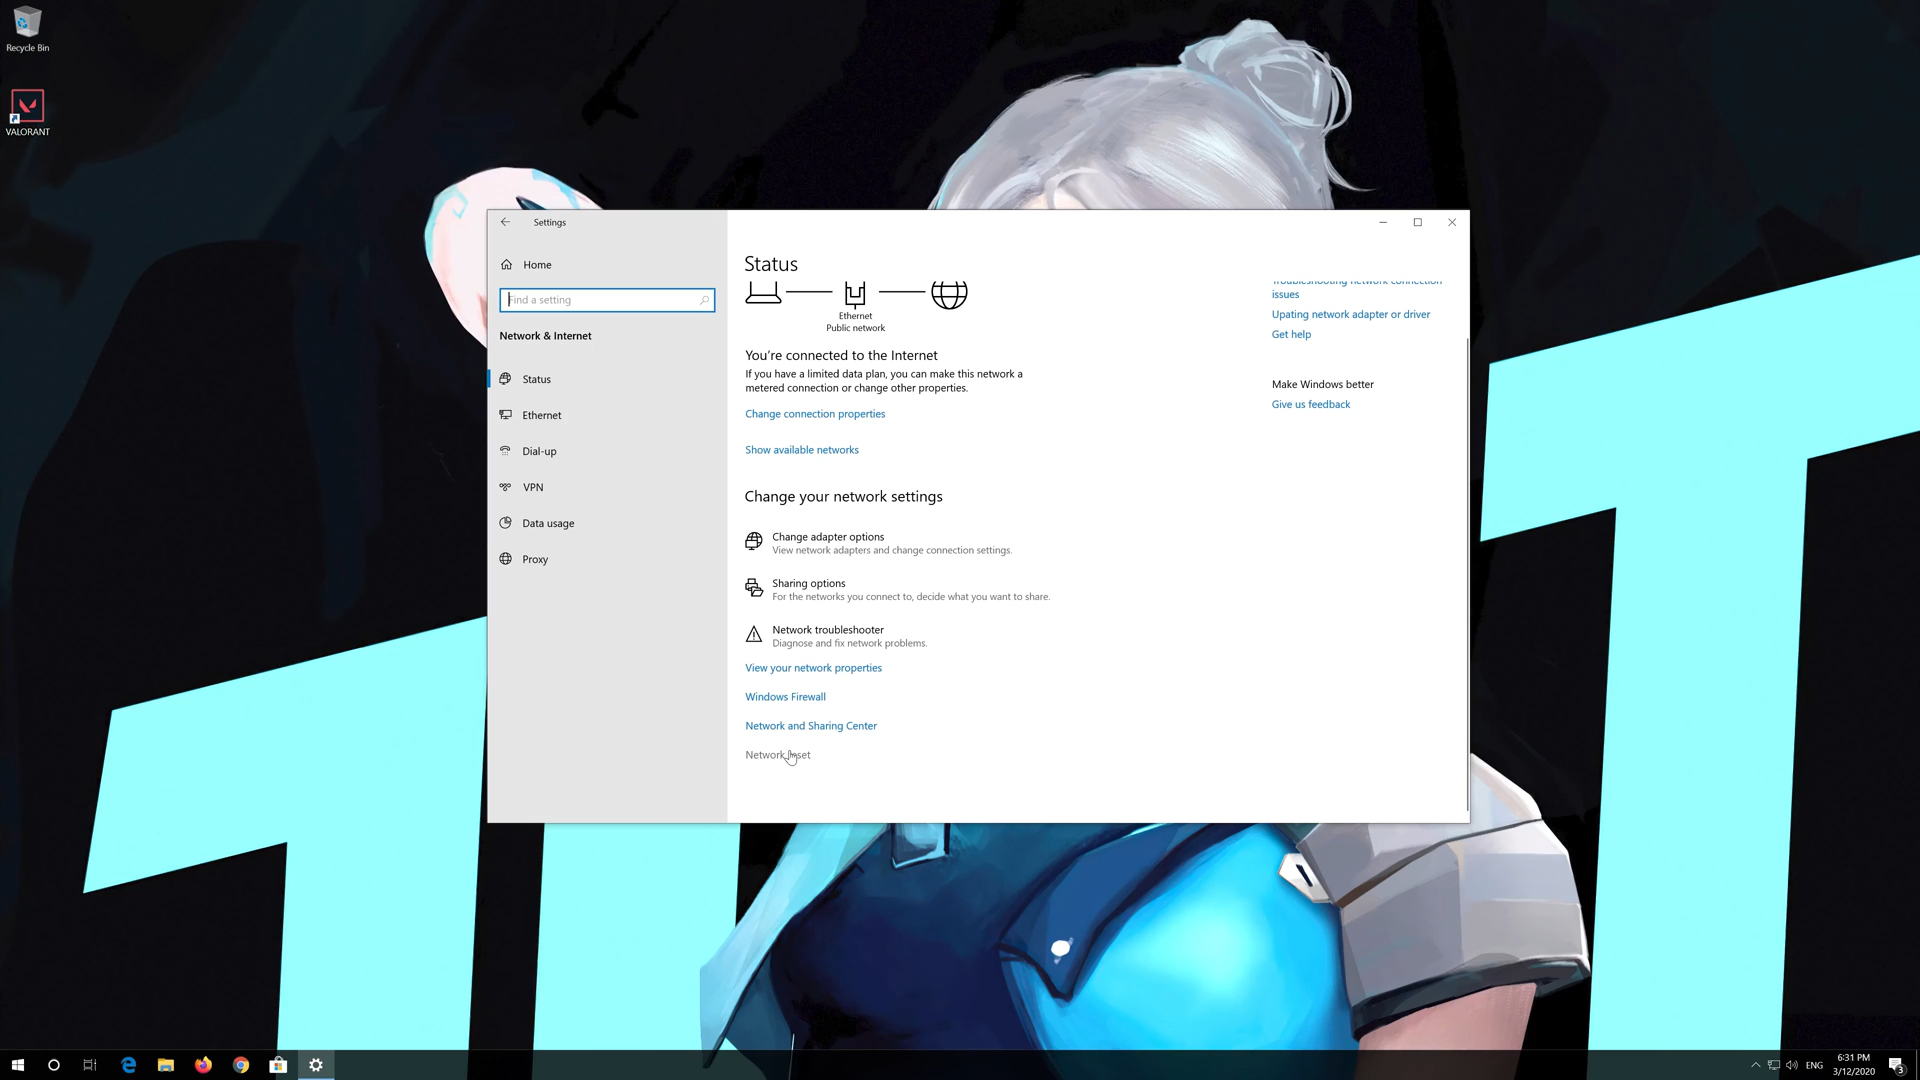 Recycle Bin
VALORANT
Settings
Home
Find a setting
Network & Internet
Status
Ethernet
Dial-up
VPN
Data usage
Proxy
Status
Ethernet
Public network
You're connected to the Internet
If you have a limited data plan, you can make this network a
metered connection or change other properties.
Change connection properties
Show available networks
Change your network settings
Change adapter options
View network adapters and change connection settings.
Sharing options
For the networks you connect to, decide what you want to share.
Network troubleshooter
Diagnose and fix network problems.
View your network properties
Windows Firewall
Network and Sharing Center
Network reset
Troubleshooting network connection
issues
Upating network adapter or driver
Get help
Make Windows better
Give us feedback
ENG
6:31 PM
3/12/2020
3